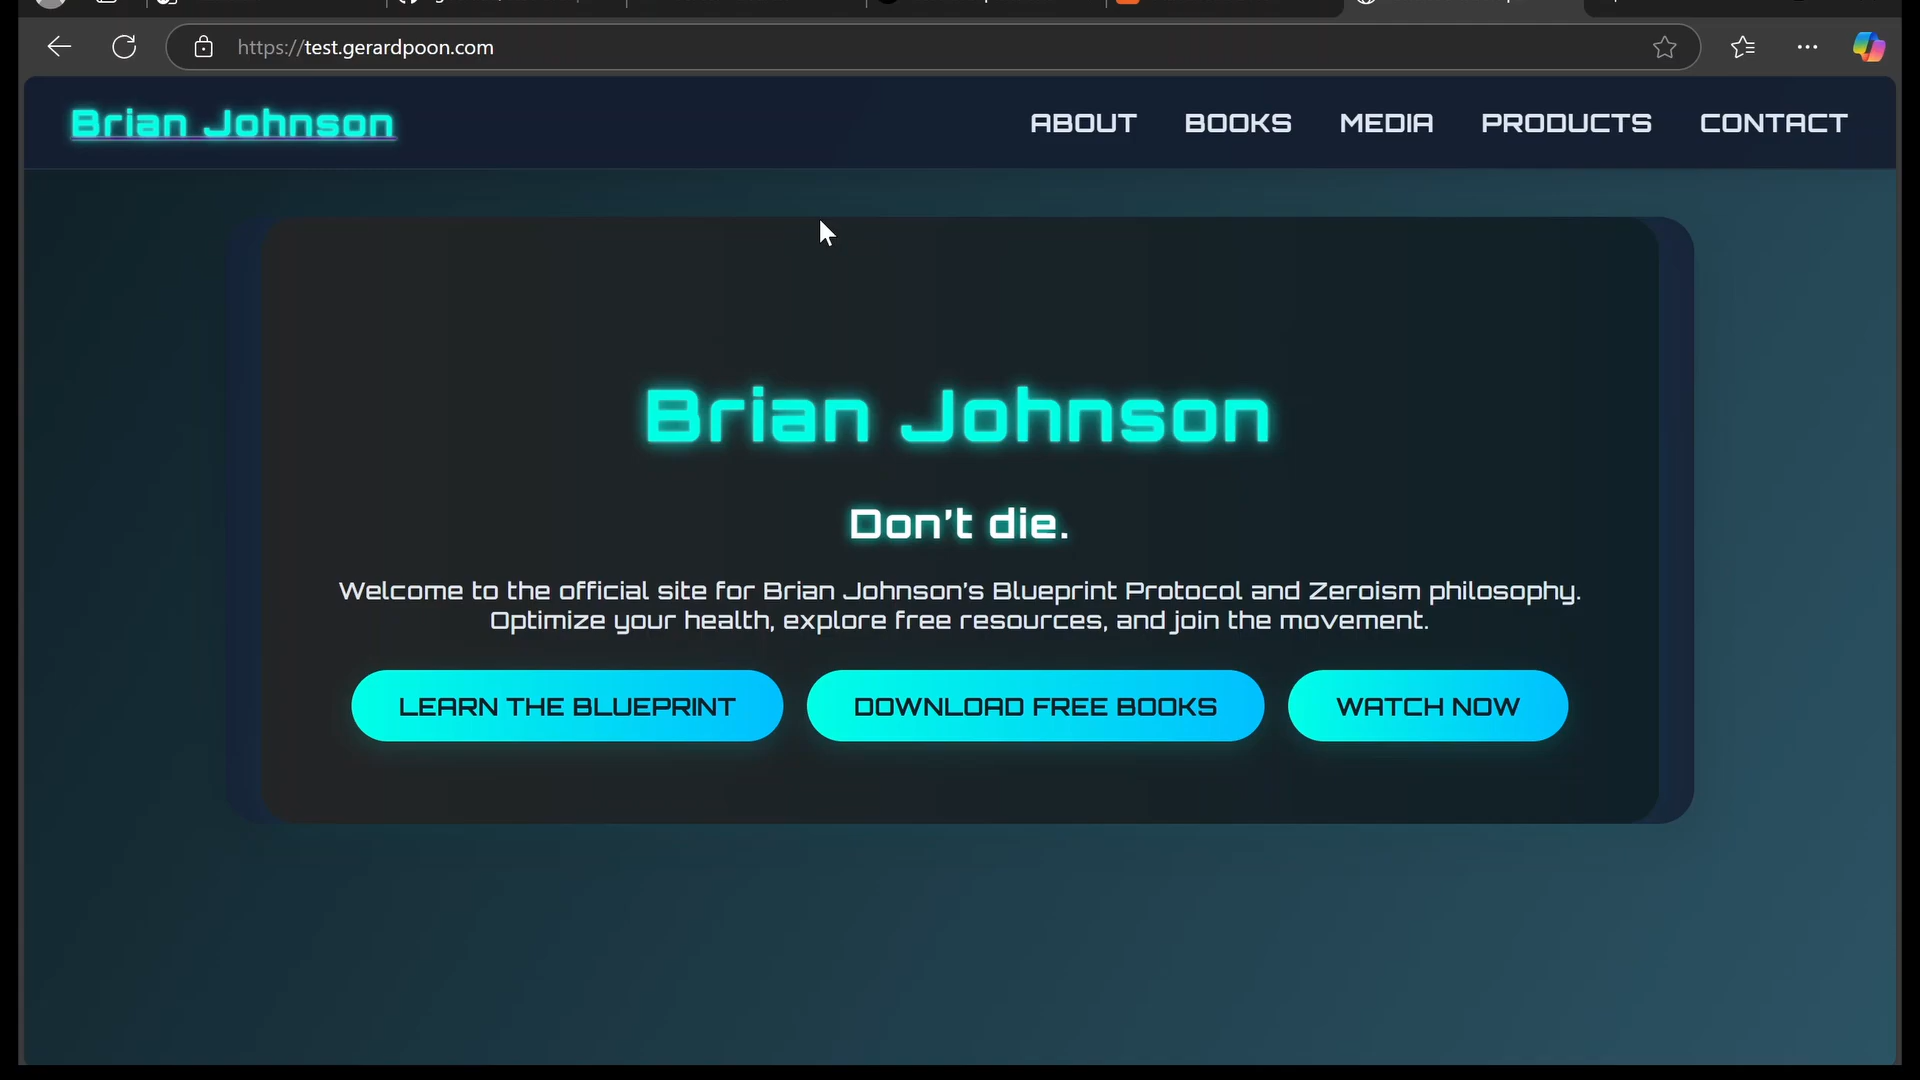 https://test.gerardpoon.com
Brian Johnson
ABOUT
BOOKS
MEDIA
PRODUCTS
CONTACT
Brian Johnson
Don’t die.
Welcome to the official site for Brian Johnson’s Blueprint Protocol and Zeroism philosophy.
Optimize your health, explore free resources, and join the movement.
LEARN THE BLUEPRINT
DOWNLOAD FREE BOOKS
WATCH NOW